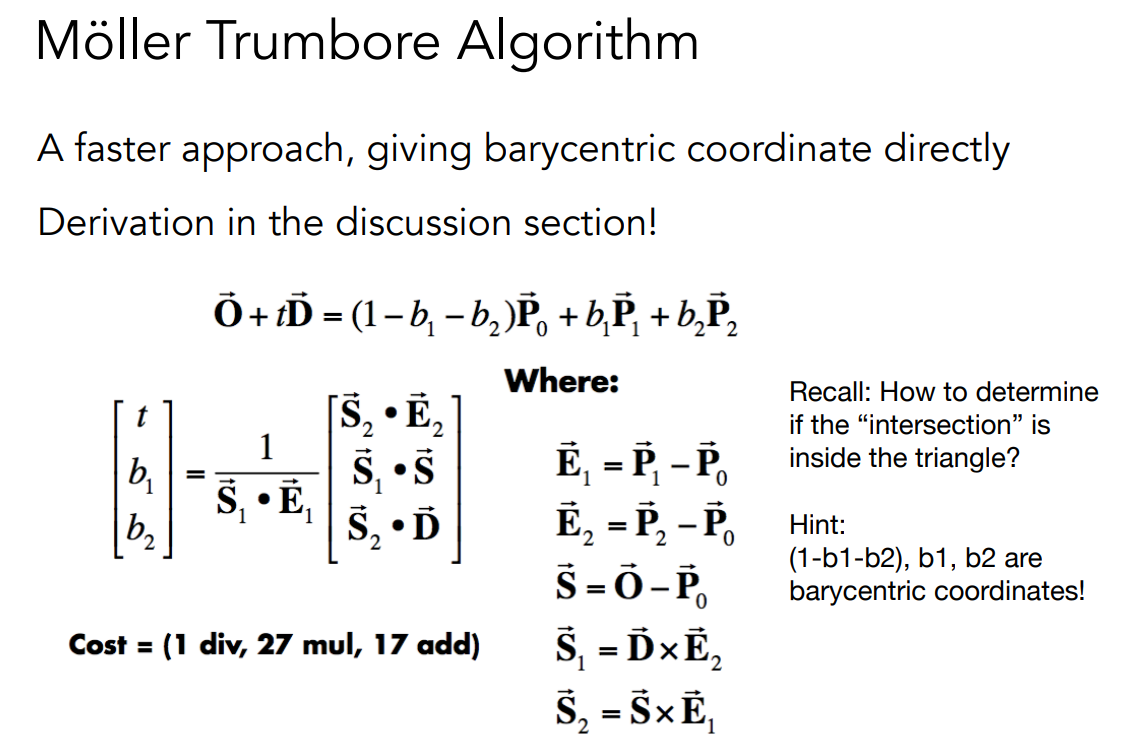 Möller Trumbore Algorithm
A faster approach, giving barycentric coordinate directly
Derivation in the discussion section!
$\vec{\mathbf{O}} + t\vec{\mathbf{D}} = (1 - b_1 - b_2)\vec{\mathbf{P}}_0 + b_1\vec{\mathbf{P}}_1 + b_2\vec{\mathbf{P}}_2$
$\begin{bmatrix} t \\ b_1 \\ b_2 \end{bmatrix} = \frac{1}{\vec{\mathbf{S}}_1 \bullet \vec{\mathbf{E}}_1} \begin{bmatrix} \vec{\mathbf{S}}_2 \bullet \vec{\mathbf{E}}_2 \\ \vec{\mathbf{S}}_1 \bullet \vec{\mathbf{S}} \\ \vec{\mathbf{S}}_2 \bullet \vec{\mathbf{D}} \end{bmatrix}$
Cost = (1 div, 27 mul, 17 add)
Where:
$\vec{\mathbf{E}}_1 = \vec{\mathbf{P}}_1 - \vec{\mathbf{P}}_0$
$\vec{\mathbf{E}}_2 = \vec{\mathbf{P}}_2 - \vec{\mathbf{P}}_0$
$\vec{\mathbf{S}} = \vec{\mathbf{O}} - \vec{\mathbf{P}}_0$
$\vec{\mathbf{S}}_1 = \vec{\mathbf{D}} \times \vec{\mathbf{E}}_2$
$\vec{\mathbf{S}}_2 = \vec{\mathbf{S}} \times \vec{\mathbf{E}}_1$
Recall: How to determine
if the “intersection” is
inside the triangle?
Hint:
(1-b1-b2), b1, b2 are
barycentric coordinates!